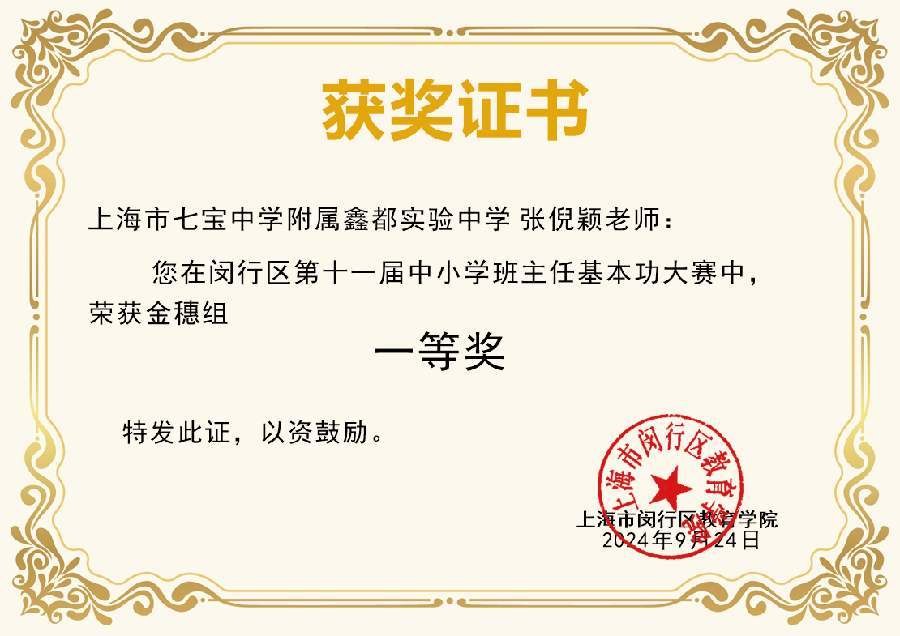 获奖证书
上海市七宝中学附属鑫都实验中学 张倪颖老师：
您在闵行区第十一届中小学班主任基本功大赛中，
荣获金穗组
一等奖
特发此证，以资鼓励。
上海市闵行区教育学院
上海市闵行区教育学院
2024年9月24日